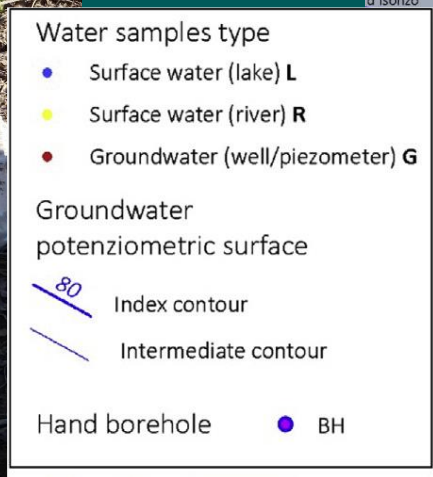 d'Isonzo
Water samples type
Surface water (lake) L
Surface water (river) R
Groundwater (well/piezometer) G
Groundwater
potenziometric surface
80
Index contour
Intermediate contour
Hand borehole
BH